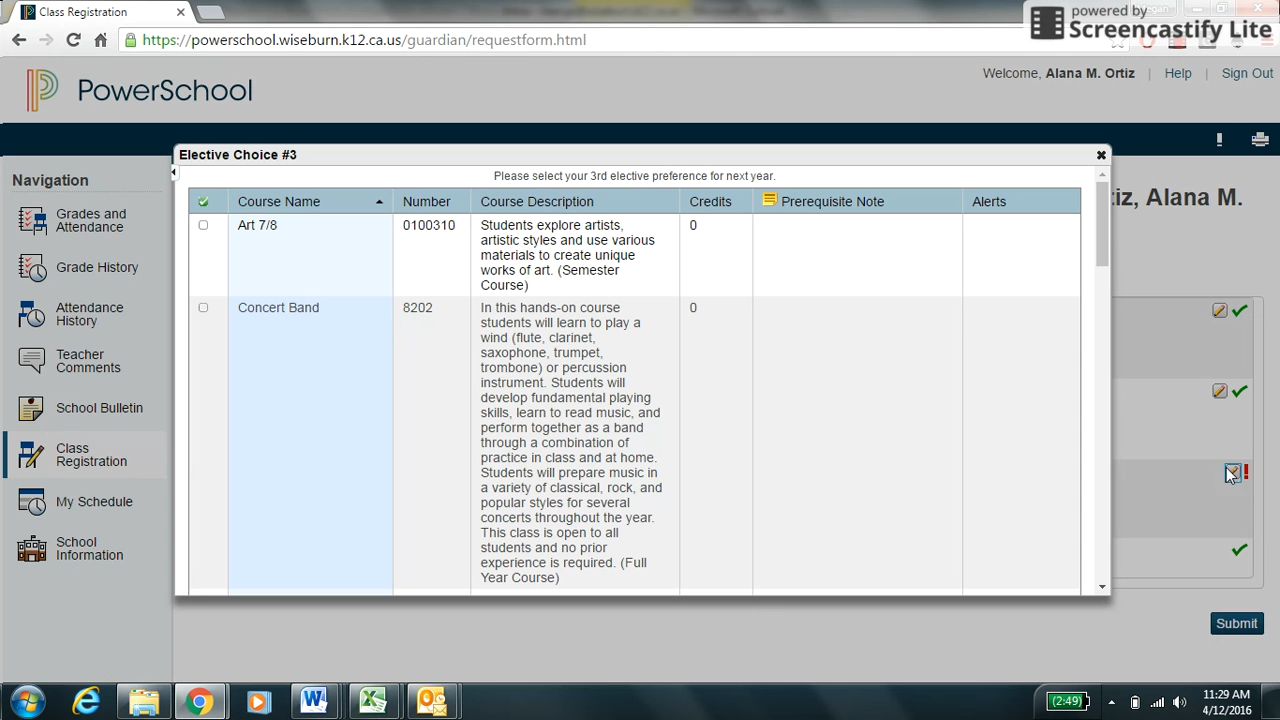 Class Registration
powered by
Screencastify Lite
https://powerschool.wiseburn.k12.ca.us/guardian/requestform.html
PowerSchool
Welcome, Alana M. Ortiz | Help | Sign Out
Navigation
Grades and
Attendance
Grade History
Attendance
History
Teacher
Comments
School Bulletin
Class
Registration
My Schedule
School
Information
tiz, Alana M.
Elective Choice #3
Please select your 3rd elective preference for next year.
Course Name Number Course Description Credits Prerequisite Note Alerts
Art 7/8 0100310 Students explore artists, 0
artistic styles and use various
materials to create unique
works of art. (Semester
Course)
Concert Band 8202 In this hands-on course 0
students will learn to play a
wind (flute, clarinet,
saxophone, trumpet,
trombone) or percussion
instrument. Students will
develop fundamental playing
skills, learn to read music, and
perform together as a band
through a combination of
practice in class and at home.
Students will prepare music in
a variety of classical, rock, and
popular styles for several
concerts throughout the year.
This class is open to all
students and no prior
experience is required. (Full
Year Course)
Submit
(2:49)
11:29 AM
4/12/2016